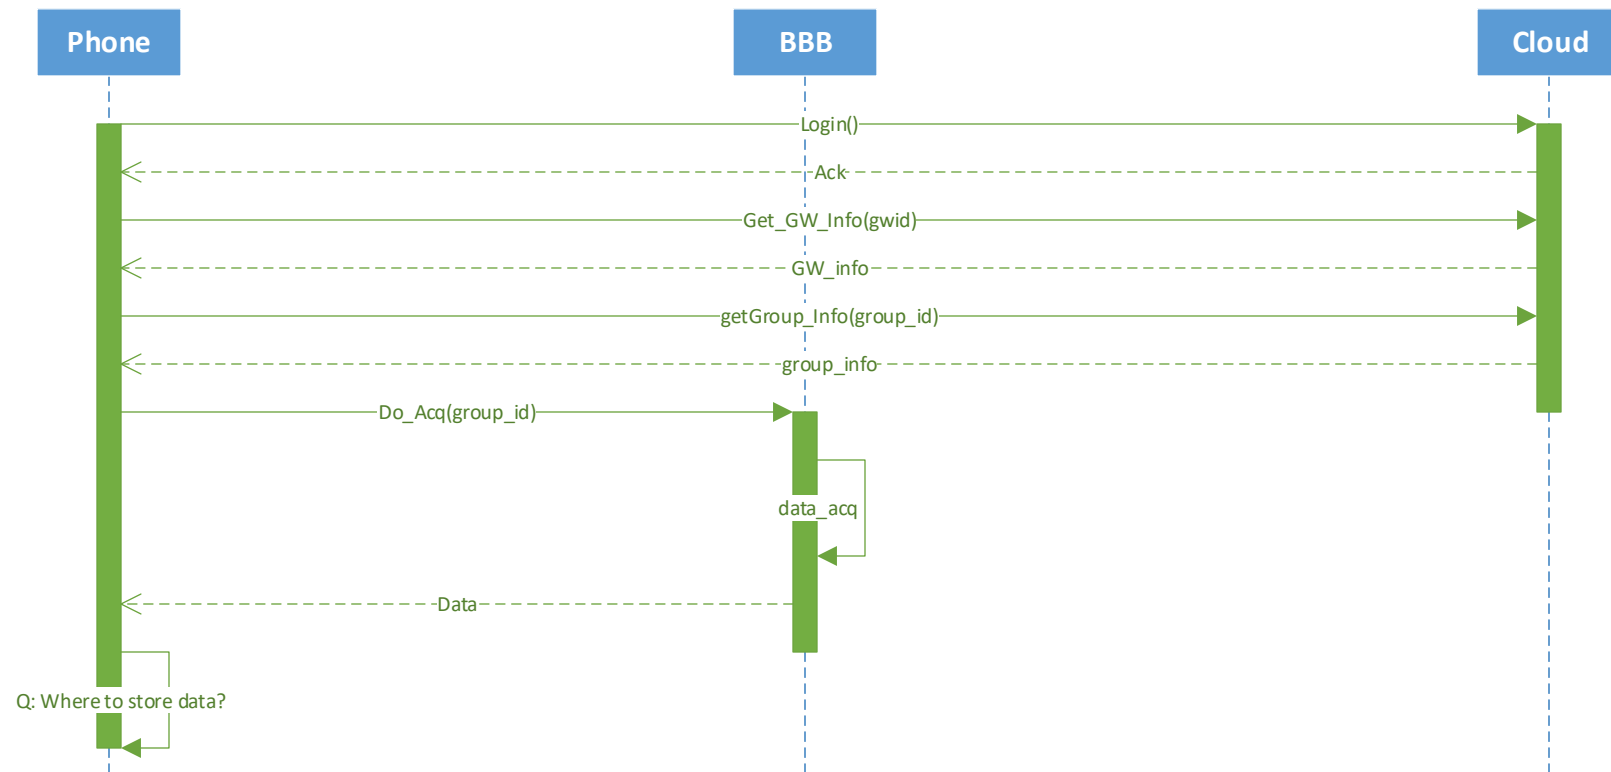 Phone
BBB
Cloud
Login()
Ack
Get_GW_Info(gwid)
GW_info
getGroup_Info(group_id)
group_info
Do_Acq(group_id)
data_acq
Data
Q: Where to store data?